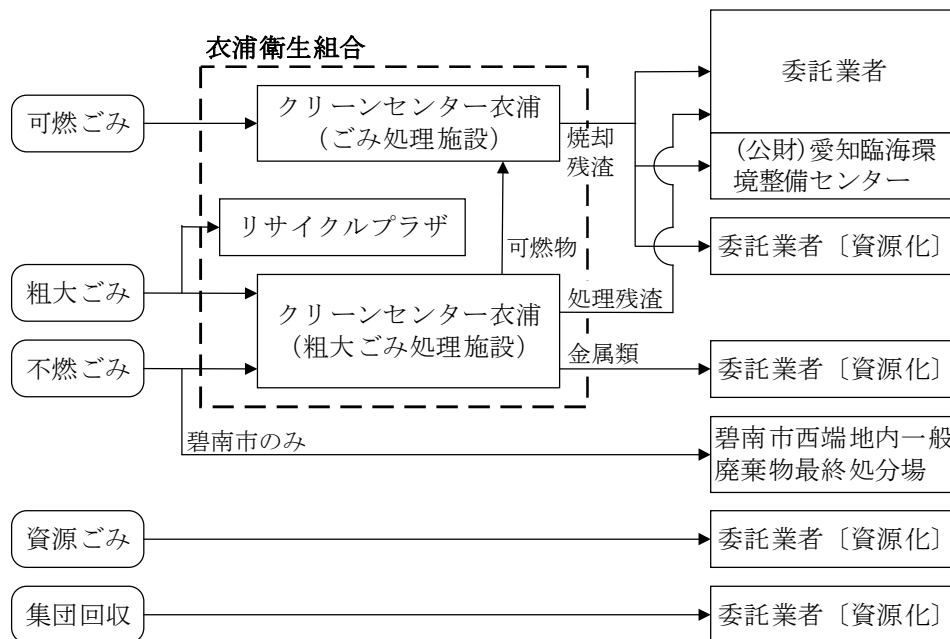 衣浦衛生組合
可燃ごみ
クリーンセンター衣浦
(ごみ処理施設)
焼却
残渣
委託業者
(公財)愛知臨海環
境整備センター
リサイクルプラザ
可燃物
委託業者〔資源化〕
粗大ごみ
クリーンセンター衣浦
(粗大ごみ処理施設)
処理残渣
不燃ごみ
金属類
委託業者〔資源化〕
碧南市のみ
碧南市西端地内一般
廃棄物最終処分場
資源ごみ
委託業者〔資源化〕
集団回収
委託業者〔資源化〕